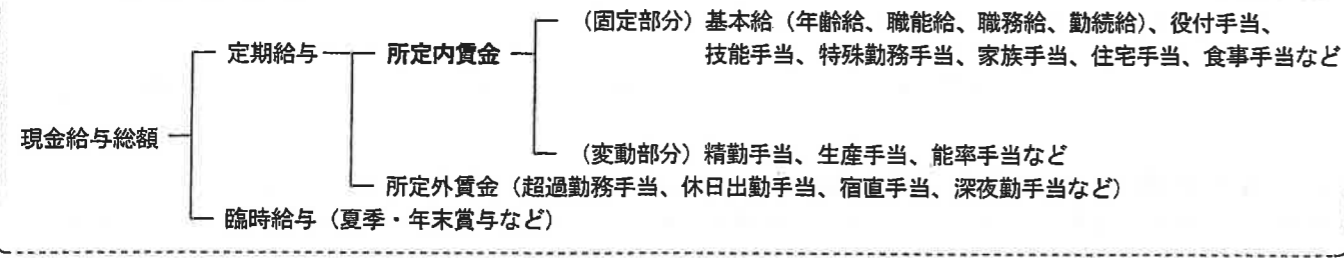 (固定部分)基本給(年齢給、職能給、職務給、勤続給)、役付手当、
技能手当、特殊勤務手当、家族手当、住宅手当、食事手当など
定期給与
所定内賃金
現金給与総額
(変動部分)精勤手当、生産手当、能率手当など
所定外賃金(超過勤務手当、休日出勤手当、宿直手当、深夜勤手当など)
臨時給与(夏季・年末賞与など)